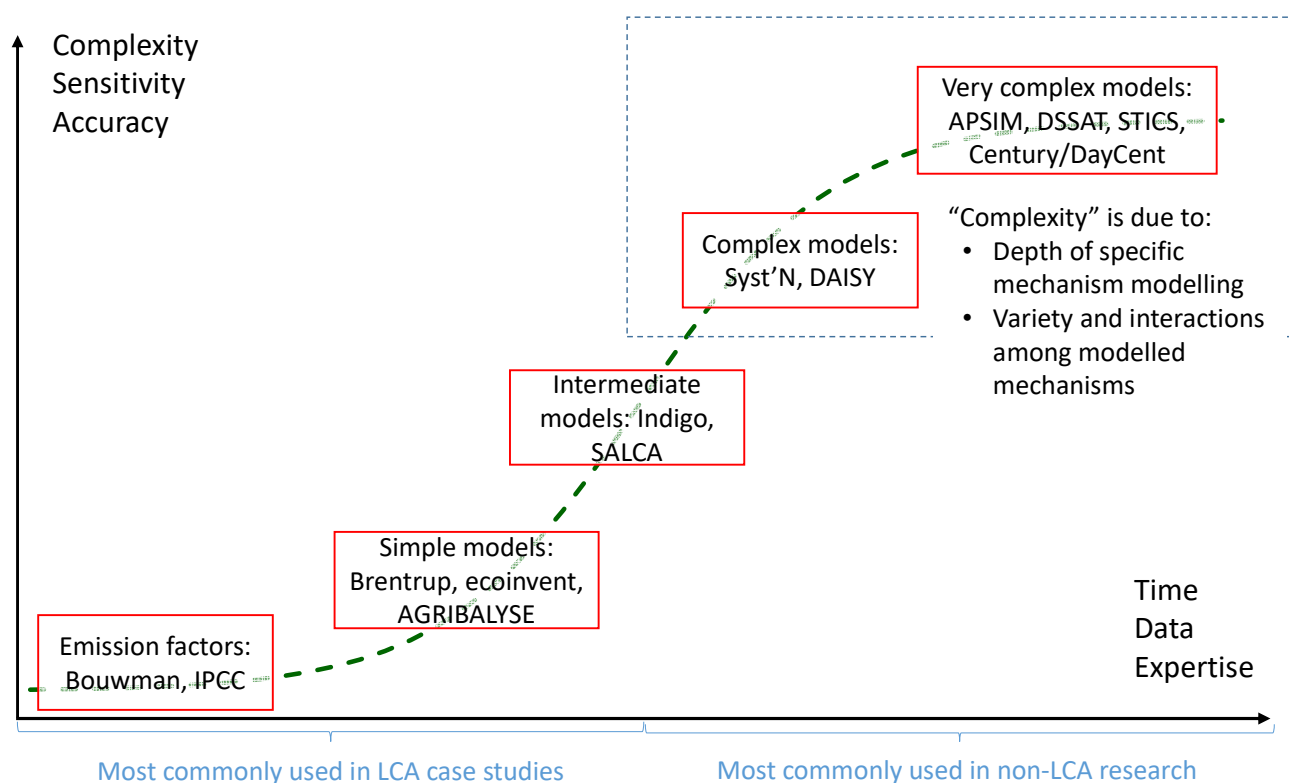 Complexity
Sensitivity
Accuracy
Very complex models:
APSIM, DSSAT, STICS,
Century/DayCent
“Complexity” is due to:
• Depth of specific
mechanism modelling
• Variety and interactions
among modelled
mechanisms
Complex models:
Syst’N, DAISY
Intermediate
models: Indigo,
SALCA
Simple models:
Brentrup, ecoinvent,
AGRIBALYSE
Emission factors:
Bouwman, IPCC
Time
Data
Expertise
Most commonly used in LCA case studies
Most commonly used in non-LCA research